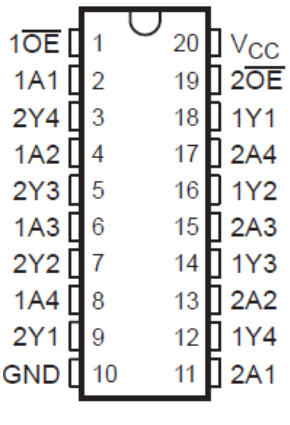 1O̅E̅ 1 20 VCC
1A1 2 19 2O̅E̅
2Y4 3 18 1Y1
1A2 4 17 2A4
2Y3 5 16 1Y2
1A3 6 15 2A3
2Y2 7 14 1Y3
1A4 8 13 2A2
2Y1 9 12 1Y4
GND 10 11 2A1